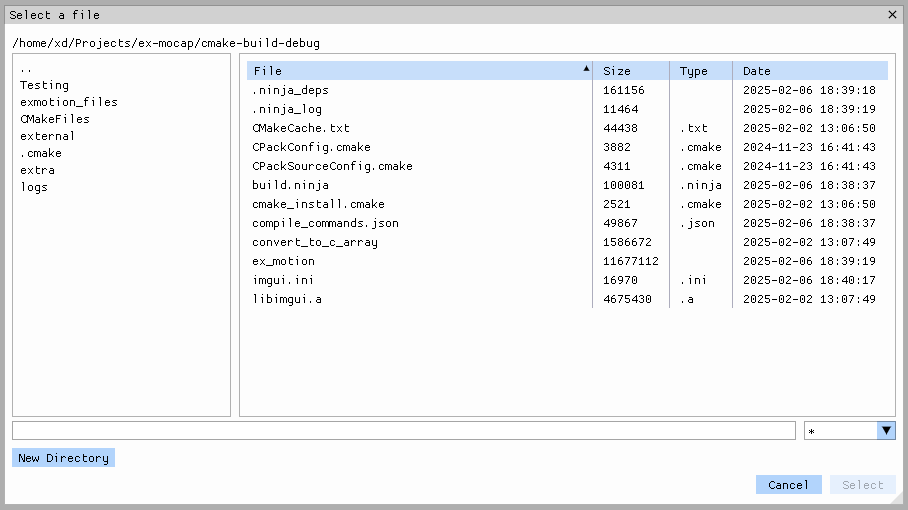 Select a file
/home/xd/Projects/ex-mocap/cmake-build-debug
..
Testing
exmotion_files
CMakeFiles
external
.cmake
extra
logs
File Size Type Date
.ninja_deps 161156 2025-02-06 18:39:18
.ninja_log 11464 2025-02-06 18:39:19
CMakeCache.txt 44438 .txt 2025-02-02 13:06:50
CPackConfig.cmake 3882 .cmake 2024-11-23 16:41:43
CPackSourceConfig.cmake 4311 .cmake 2024-11-23 16:41:43
build.ninja 100081 .ninja 2025-02-06 18:38:37
cmake_install.cmake 2521 .cmake 2025-02-02 13:06:50
compile_commands.json 49867 .json 2025-02-06 18:38:37
convert_to_c_array 1586672 2025-02-02 13:07:49
ex_motion 11677112 2025-02-06 18:39:19
imgui.ini 16970 .ini 2025-02-06 18:40:17
libimgui.a 4675430 .a 2025-02-02 13:07:49
*
New Directory
Cancel Select